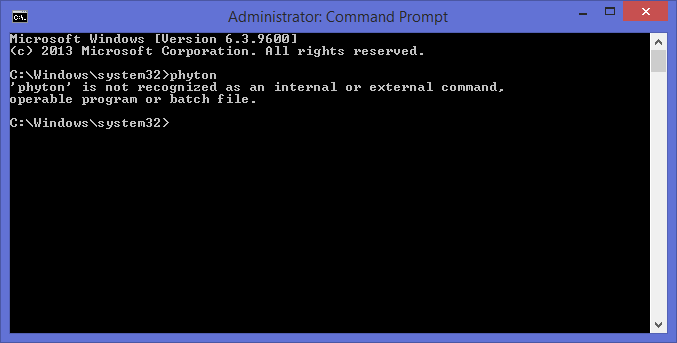 Administrator: Command Prompt
Microsoft Windows [Version 6.3.9600]
(c) 2013 Microsoft Corporation. All rights reserved.
C:\Windows\system32>phyton
'phyton' is not recognized as an internal or external command,
operable program or batch file.
C:\Windows\system32>